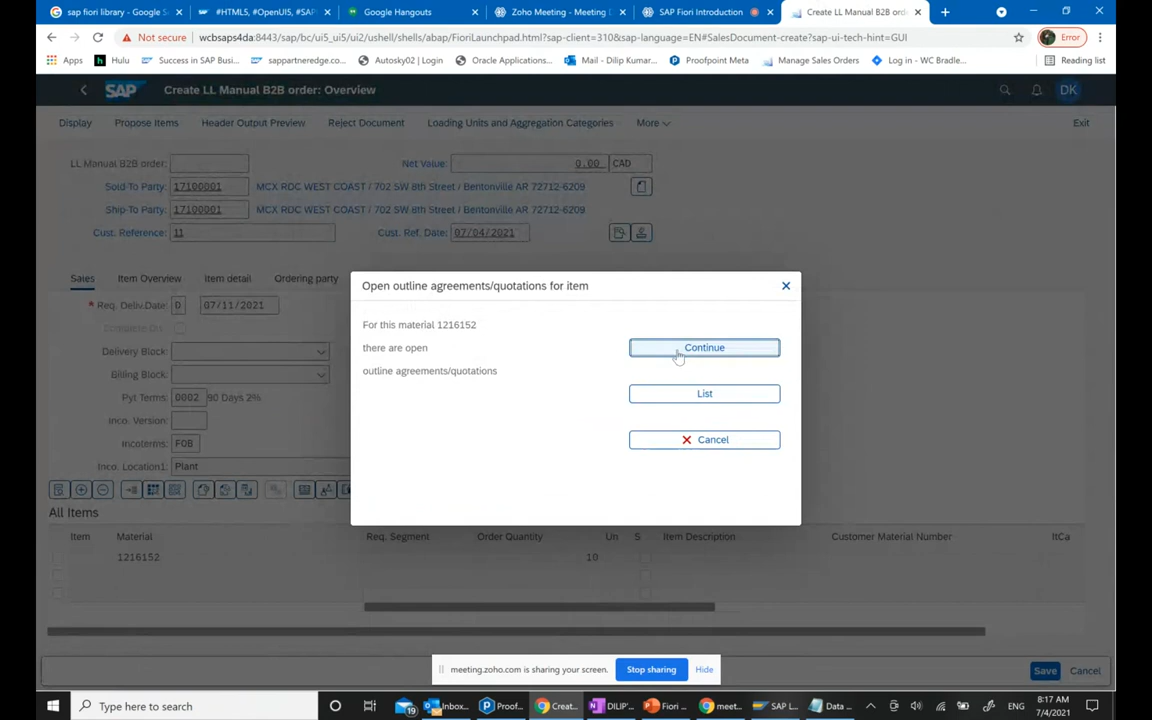 sap fiori library - Google S
#HTML5, #OpenUI5, #SAP
Google Hangouts
Zoho Meeting - Meeting D
SAP Fiori Introduction
Create LL Manual B2B order
Not secure
wcbsaps4da:8443/sap/bc/ui5_ui5/ui2/ushell/shells/abap/FioriLaunchpad.html?sap-client=310&sap-language=EN#SalesDocument-create?sap-ui-tech-hint=GUI
Error
Apps
Hulu
Success in SAP Busi...
sappartneredge.co...
Autosky02 | Login
Oracle Applications...
Mail - Dilip Kumar...
Proofpoint Meta
Manage Sales Orders
Log in - WC Bradle...
Reading list
SAP
Create LL Manual B2B order: Overview
DK
Display
Propose Items
Header Output Preview
Reject Document
Loading Units and Aggregation Categories
More
Exit
LL Manual B2B order:
Net Value:
0.00
CAD
Sold-To Party:
17100001
MCX RDC WEST COAST / 702 SW 8th Street / Bentonville AR 72712-6209
Ship-To Party:
17100001
MCX RDC WEST COAST / 702 SW 8th Street / Bentonville AR 72712-6209
Cust. Reference:
11
Cust. Ref. Date:
07/04/2021
Sales
Item Overview
Item detail
Ordering party
Open outline agreements/quotations for item
* Req. Deliv.Date:
D
07/11/2021
Complete Dlv.:
For this material 1216152
there are open
Continue
Delivery Block:
outline agreements/quotations
Billing Block:
List
Pyt Terms:
0002
90 Days 2%
Inco. Version:
Incoterms:
FOB
Cancel
Inco. Location1:
Plant
All Items
Item
Material
Req. Segment
Order Quantity
Un
S
Item Description
Customer Material Number
ItCa
1216152
10
meeting.zoho.com is sharing your screen.
Stop sharing
Hide
Save
Cancel
Type here to search
19
Inbox...
Proof...
Creat...
DILIP'...
Fiori ...
meet...
SAP L...
Data ...
ENG
8:17 AM
7/4/2021